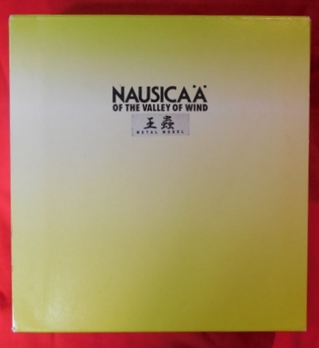 NAUSICAÄ
OF THE VALLEY OF WIND
王蟲
METAL MODEL